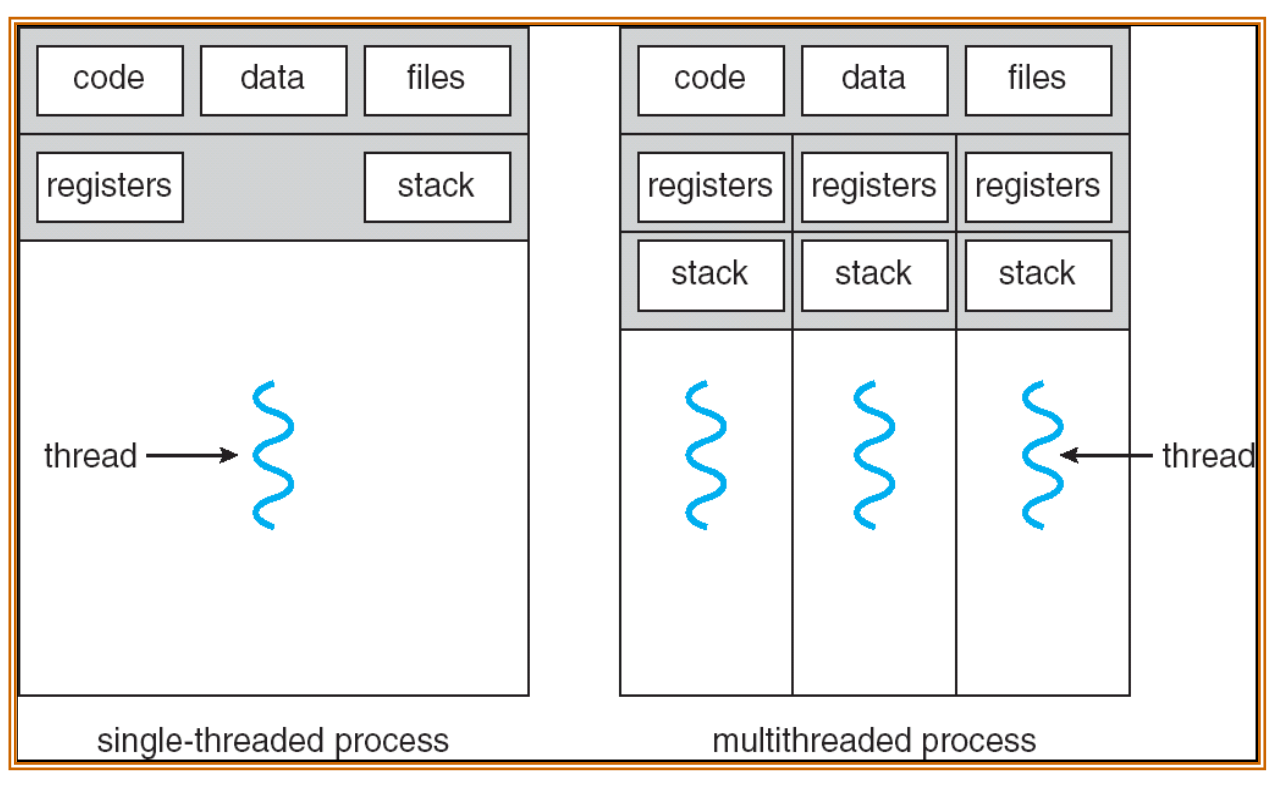 code data files
registers stack
thread
single-threaded process
code data files
registers registers registers
stack stack stack
thread
multithreaded process